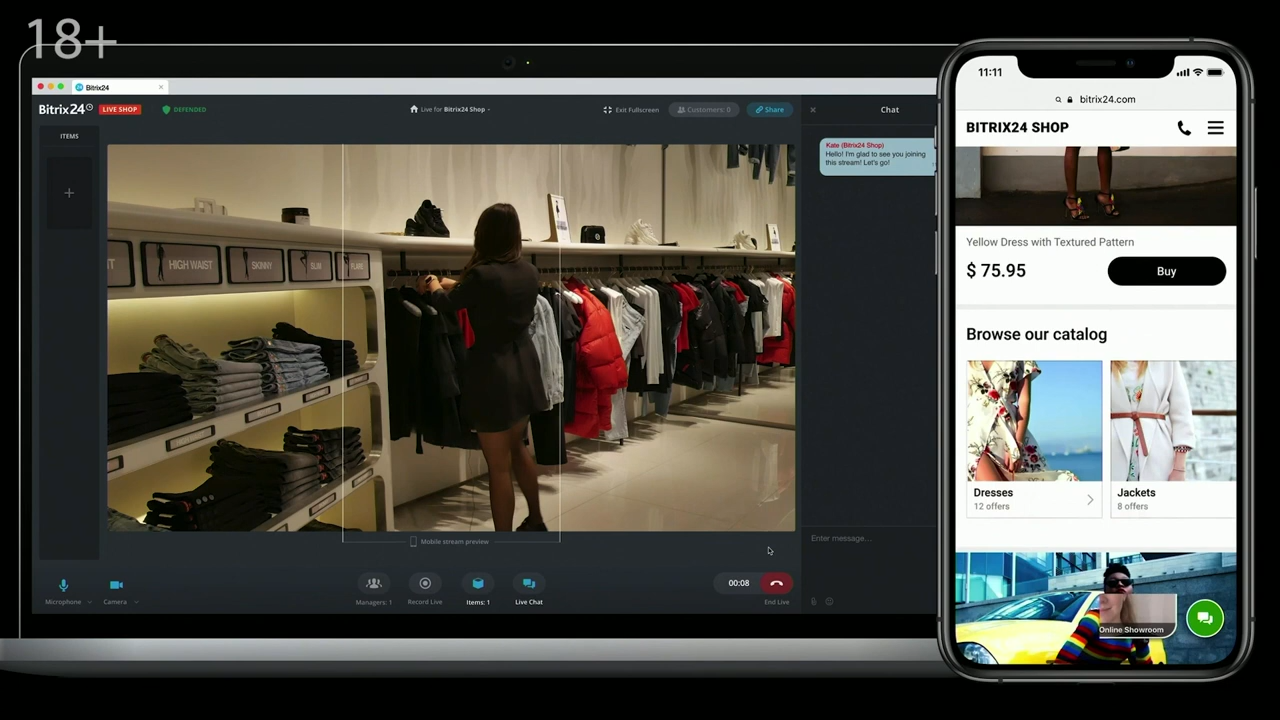 18+
Bitrix24
Bitrix24
LIVE SHOP
DEFENDED
Live for Bitrix24 Shop
Exit Fullscreen
Customers: 0
Share
Chat
ITEMS
Kate (Bitrix24 Shop)
Hello! I'm glad to see you joining
this stream! Let's go!
HIGH WAIST
SKINNY
SLIM
FLARE
Mobile stream preview
Enter message...
Microphone
Camera
Managers: 1
Record Live
Items: 1
Live Chat
00:08
End Live
11:11
bitrix24.com
BITRIX24 SHOP
Yellow Dress with Textured Pattern
$ 75.95
Buy
Browse our catalog
Dresses
12 offers
Jackets
8 offers
Online Showroom